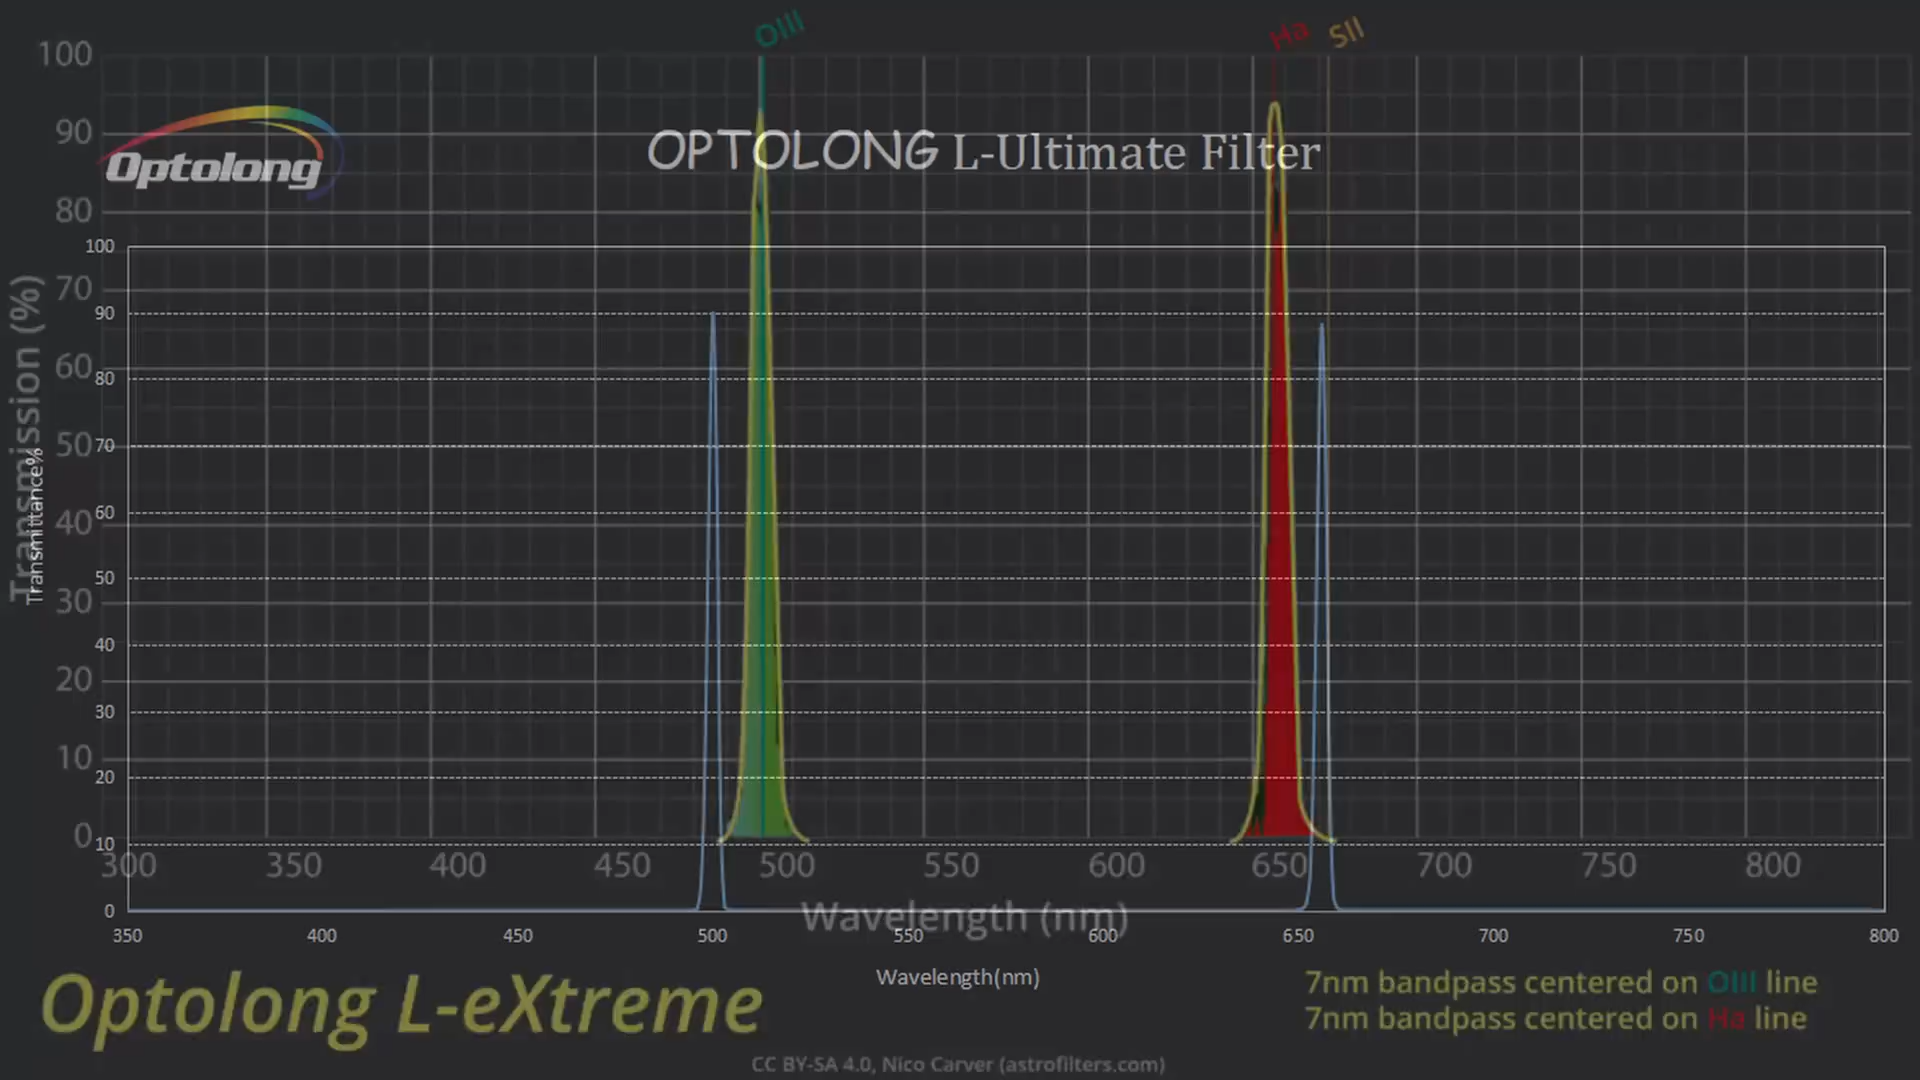 OIII Ha SII
100
90
Optolong
OPTOLONG L-Ultimate Filter
80
100
70
90
60
80
50
70
40
60
50
30
40
20
30
10
20
0
10
0
Transmission (%)
Transmittance%
300 350 400 450 500 550 600 650 700 750 800
Wavelength (nm)
350 400 450 500 550 600 650 700 750 800
Wavelength(nm)
Optolong L-eXtreme
7nm bandpass centered on OIII line
7nm bandpass centered on Ha line
CC BY-SA 4.0, Nico Carver (astrofilters.com)